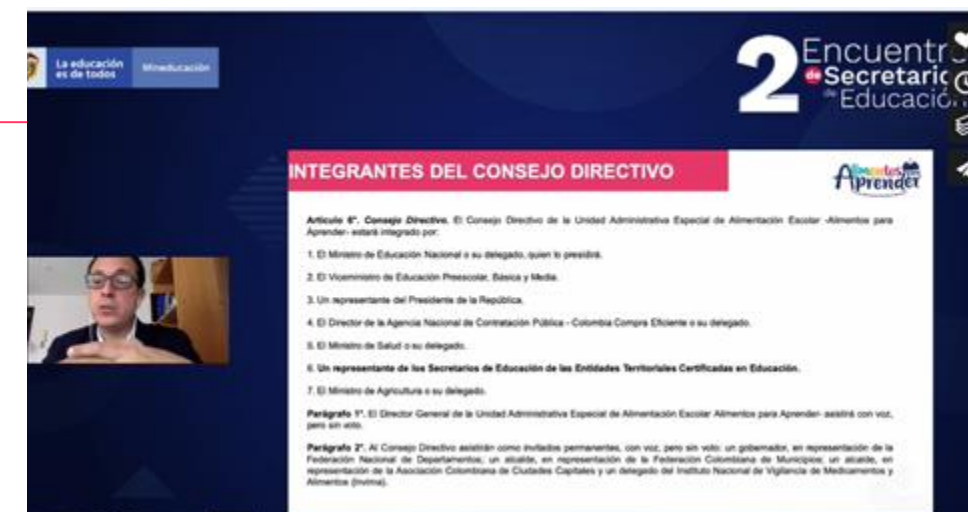 La educación
es de todos
Mineducación
2 Encuentro
de Secretario
de Educación
INTEGRANTES DEL CONSEJO DIRECTIVO
Alimentos
Aprender
Artículo 6°. Consejo Directivo. El Consejo Directivo de la Unidad Administrativa Especial de Alimentación Escolar -Alimentos para
Aprender- estará integrado por:
1. El Ministro de Educación Nacional o su delegado, quien lo presidirá.
2. El Viceministro de Educación Preescolar, Básica y Media.
3. Un representante del Presidente de la República.
4. El Director de la Agencia Nacional de Contratación Pública - Colombia Compra Eficiente o su delegado.
5. El Ministro de Salud o su delegado.
6. Un representante de los Secretarios de Educación de las Entidades Territoriales Certificadas en Educación.
7. El Ministro de Agricultura o su delegado.
Parágrafo 1°. El Director General de la Unidad Administrativa Especial de Alimentación Escolar Alimentos para Aprender- asistirá con voz,
pero sin voto.
Parágrafo 2°. Al Consejo Directivo asistirán como invitados permanentes, con voz, pero sin voto: un gobernador, en representación de la
Federación Nacional de Departamentos; un alcalde, en representación de la Federación Colombiana de Municipios; un alcalde, en
representación de la Asociación Colombiana de Ciudades Capitales y un delegado del Instituto Nacional de Vigilancia de Medicamentos y
Alimentos (Invima).